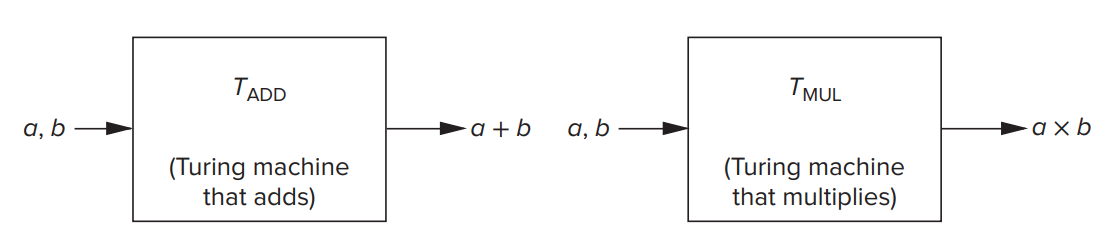 T_ADD
a, b
a + b
(Turing machine
that adds)
T_MUL
a, b
a × b
(Turing machine
that multiplies)